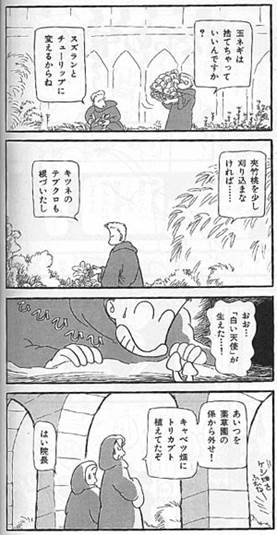 玉ネギは
捨てちゃって
いいんですか
?
スズランと
チューリップに
変えるからね
夾竹桃を少し
刈り込まな
ければ……
キツネの
テブクロも
根づいたし
おお…
「白い天使」が
生えた…!
ひひひひ
あいつを
薬草園の
係から外せ!
キャベツ畑に
トリカブト
植えてたぞ
はい院長